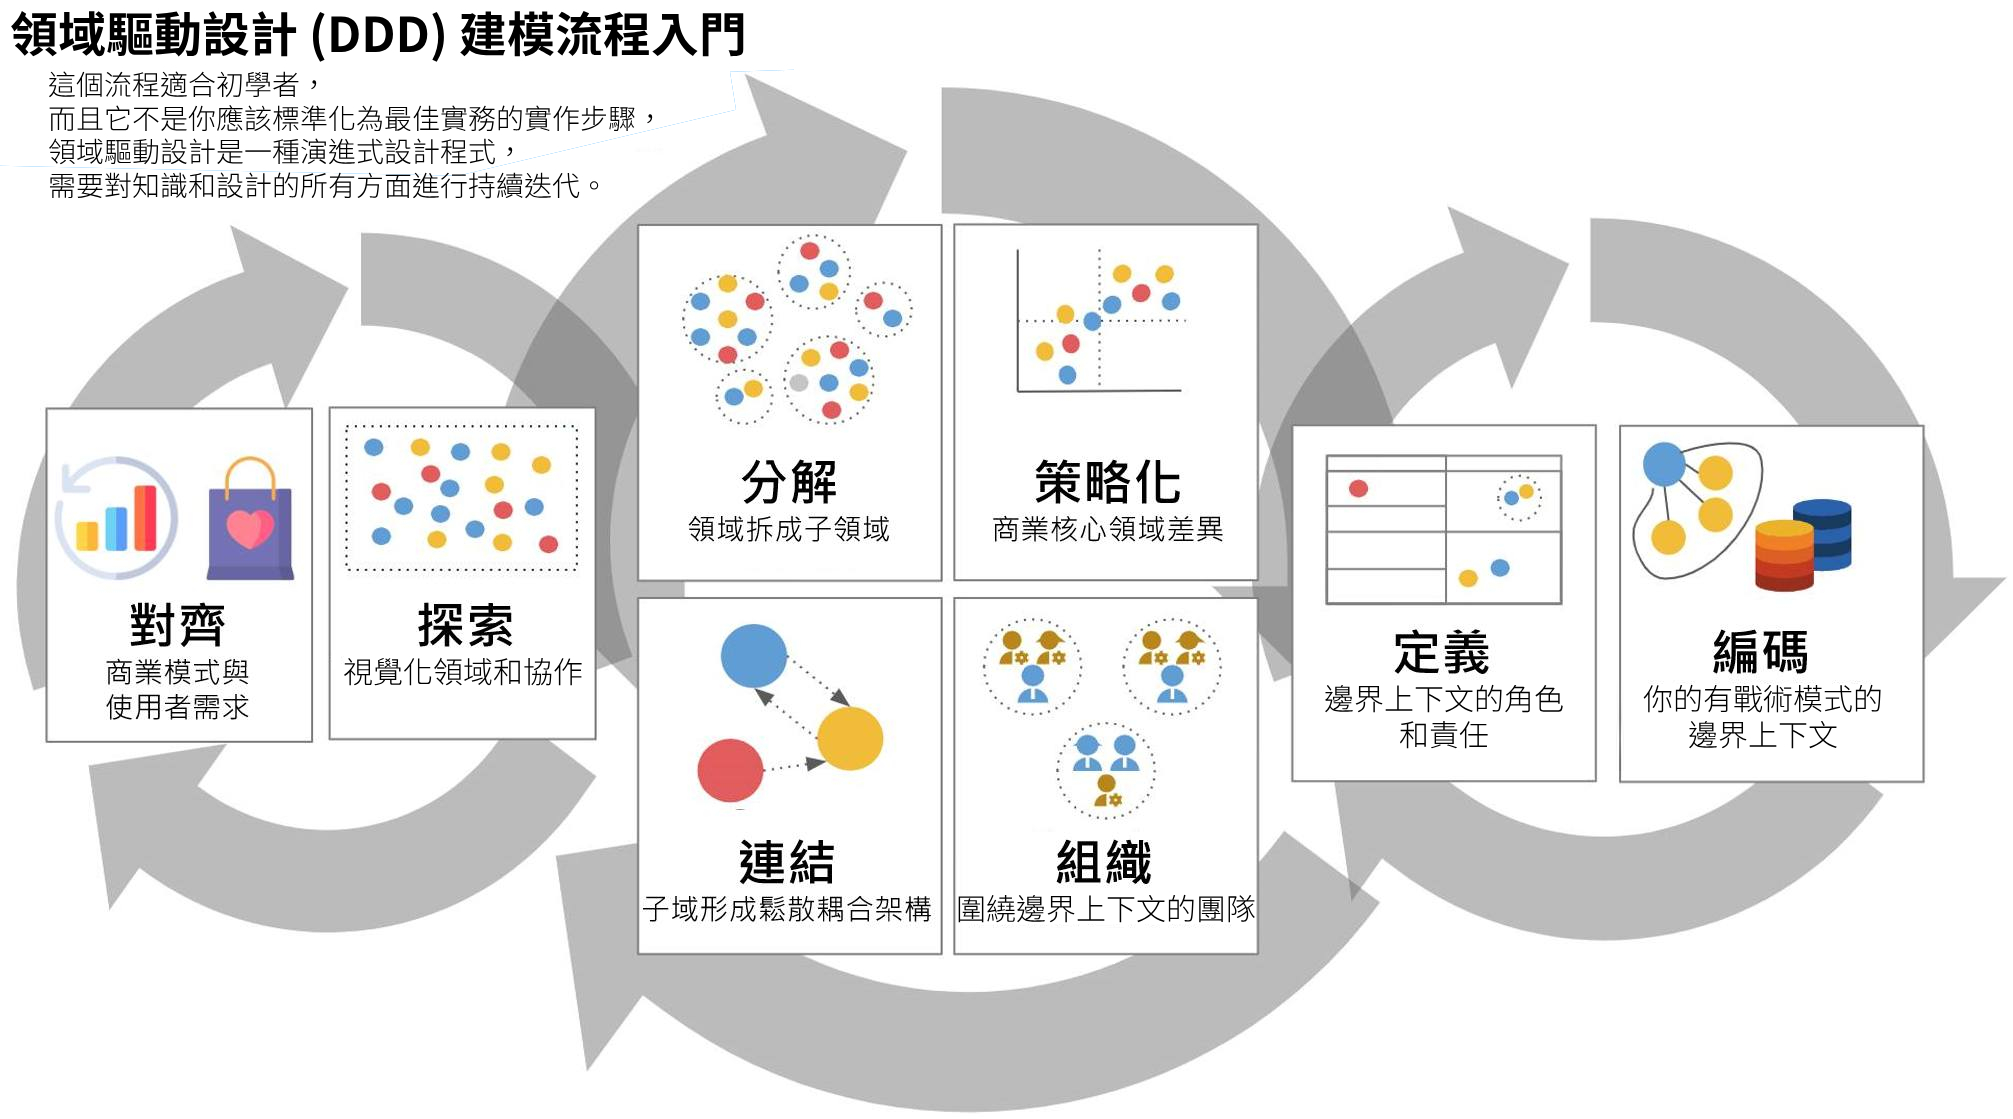 領域驅動設計 (DDD) 建模流程入門
這個流程適合初學者，
而且它不是你應該標準化為最佳實務的實作步驟，
領域驅動設計是一種演進式設計程式，
需要對知識和設計的所有方面進行持續迭代。
對齊
商業模式與
使用者需求
探索
視覺化領域和協作
分解
領域拆成子領域
策略化
商業核心領域差異
連結
子域形成鬆散耦合架構
組織
圍繞邊界上下文的團隊
定義
邊界上下文的角色
和責任
編碼
你的有戰術模式的
邊界上下文